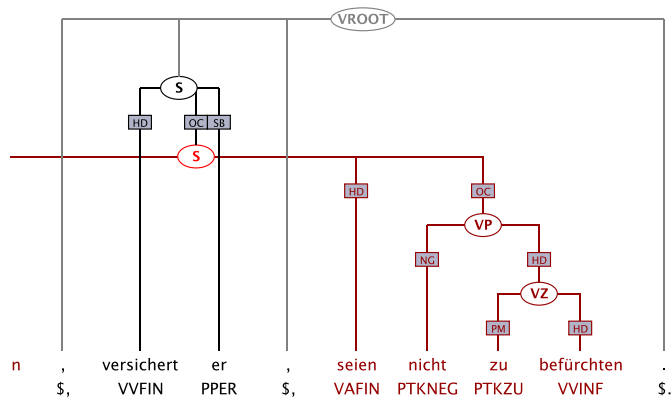 VROOT
S
HD OC SB
S
HD OC
VP
NG HD
VZ
PM HD
n , versichert er , seien nicht zu befürchten .
$, VVFIN PPER $, VAFIN PTKNEG PTKZU VVINF $.